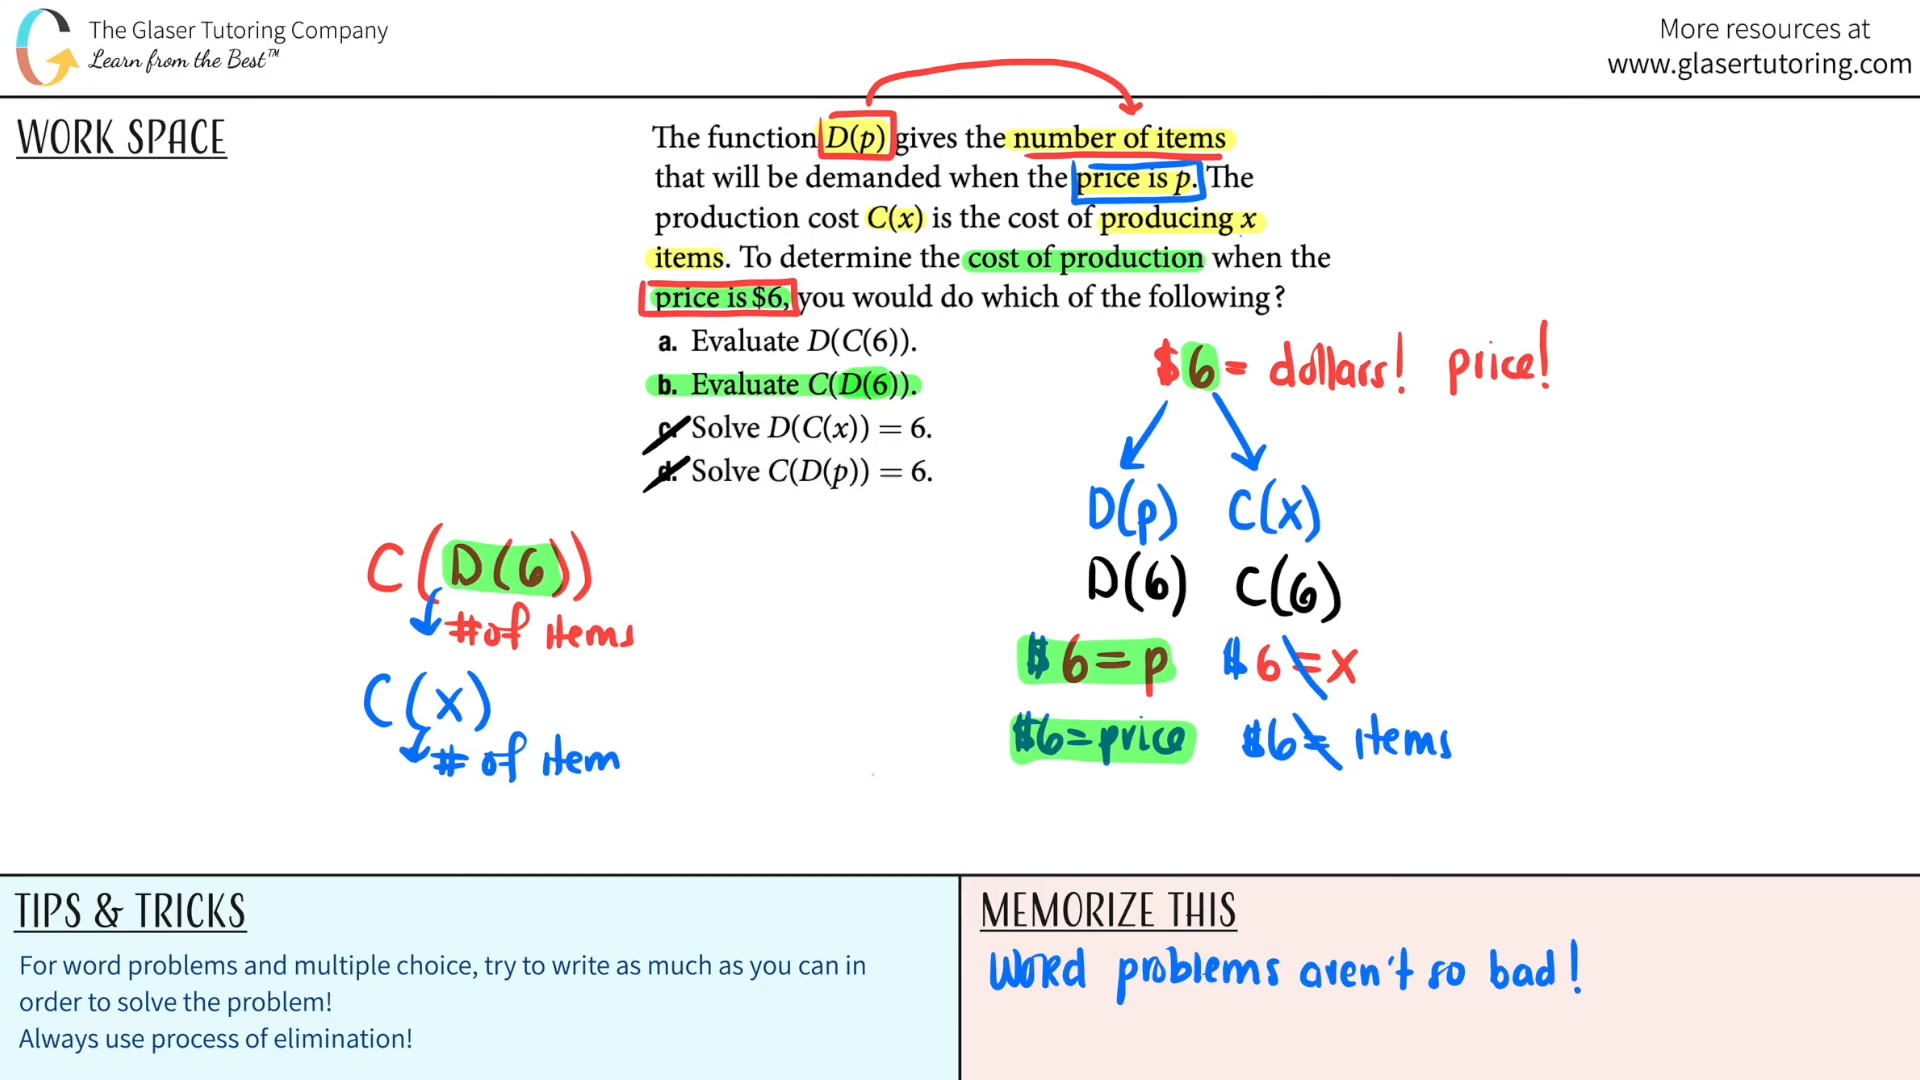 The Glaser Tutoring Company
Learn from the Best™
More resources at
www.glasertutoring.com
WORK SPACE
The function D(p) gives the number of items
that will be demanded when the price is p. The
production cost C(x) is the cost of producing x
items. To determine the cost of production when the
price is $6, you would do which of the following?
a. Evaluate D(C(6)).
b. Evaluate C(D(6)).
c. Solve D(C(x)) = 6.
d. Solve C(D(p)) = 6.
$6 = dollars! price!
D(p) C(x)
D(6) C(6)
$6 = p $6 ≠ x
$6 = price $6 ≠ items
C(D(6))
# of items
C(x)
# of item
TIPS & TRICKS
For word problems and multiple choice, try to write as much as you can in
order to solve the problem!
Always use process of elimination!
MEMORIZE THIS
Word problems aren't so bad!